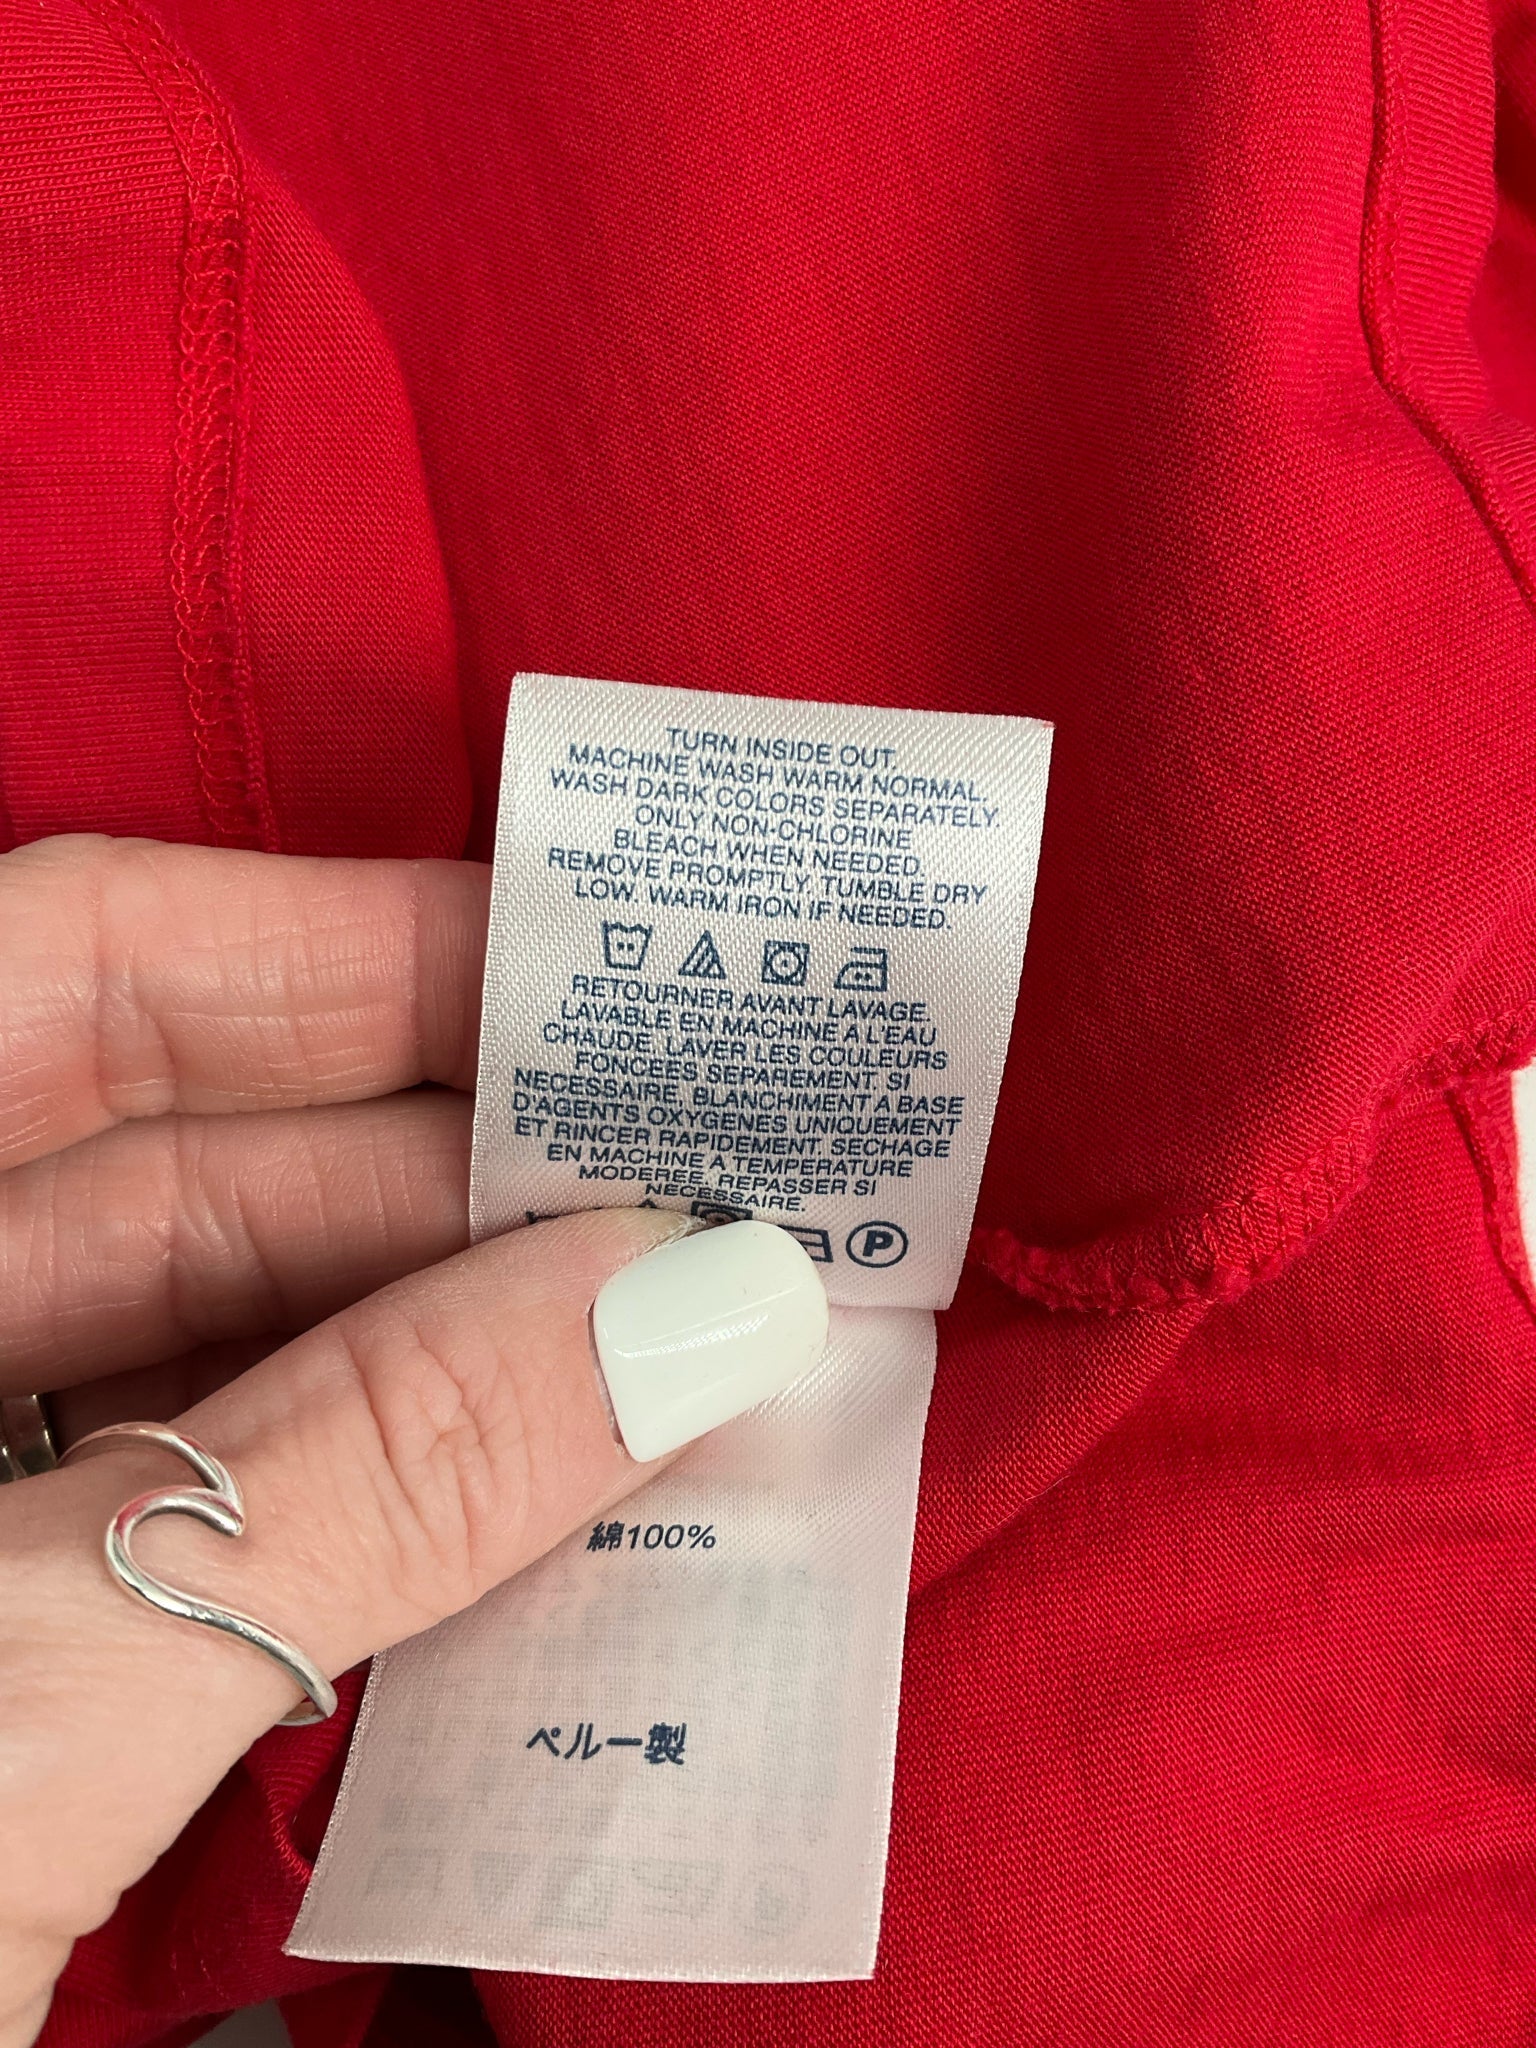 TURN INSIDE OUT.
MACHINE WASH WARM NORMAL.
WASH DARK COLORS SEPARATELY.
ONLY NON-CHLORINE
BLEACH WHEN NEEDED.
REMOVE PROMPTLY. TUMBLE DRY
LOW. WARM IRON IF NEEDED.
RETOURNER AVANT LAVAGE.
LAVABLE EN MACHINE A L'EAU
CHAUDE. LAVER LES COULEURS
FONCEES SEPAREMENT. SI
NECESSAIRE, BLANCHIMENT A BASE
D'AGENTS OXYGENES UNIQUEMENT
ET RINCER RAPIDEMENT. SECHAGE
EN MACHINE A TEMPERATURE
MODEREE. REPASSER SI
NECESSAIRE.
P
綿100%
ペルー製